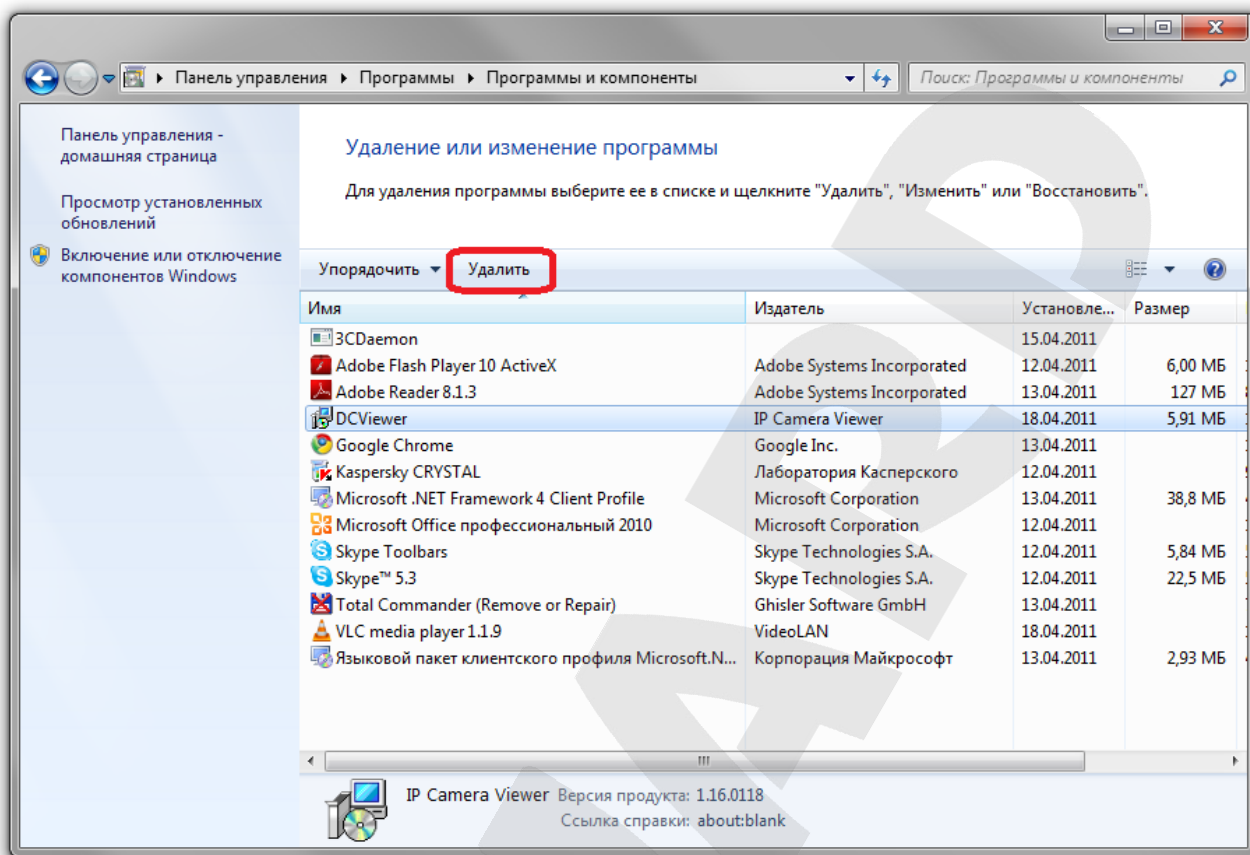 Панель управления ▸ Программы ▸ Программы и компоненты
Поиск: Программы и компоненты
Панель управления -
домашняя страница
Просмотр установленных
обновлений
Включение или отключение
компонентов Windows
Удаление или изменение программы
Для удаления программы выберите ее в списке и щелкните "Удалить", "Изменить" или "Восстановить".
Упорядочить Удалить
Имя Издатель Установле... Размер
3CDaemon 15.04.2011
Adobe Flash Player 10 ActiveX Adobe Systems Incorporated 12.04.2011 6,00 МБ
Adobe Reader 8.1.3 Adobe Systems Incorporated 13.04.2011 127 МБ
DCViewer IP Camera Viewer 18.04.2011 5,91 МБ
Google Chrome Google Inc. 13.04.2011
Kaspersky CRYSTAL Лаборатория Касперского 12.04.2011
Microsoft .NET Framework 4 Client Profile Microsoft Corporation 13.04.2011 38,8 МБ
Microsoft Office профессиональный 2010 Microsoft Corporation 12.04.2011
Skype Toolbars Skype Technologies S.A. 12.04.2011 5,84 МБ
Skype™ 5.3 Skype Technologies S.A. 12.04.2011 22,5 МБ
Total Commander (Remove or Repair) Ghisler Software GmbH 13.04.2011
VLC media player 1.1.9 VideoLAN 18.04.2011
Языковой пакет клиентского профиля Microsoft.N... Корпорация Майкрософт 13.04.2011 2,93 МБ
IP Camera Viewer Версия продукта: 1.16.0118
Ссылка справки: about:blank